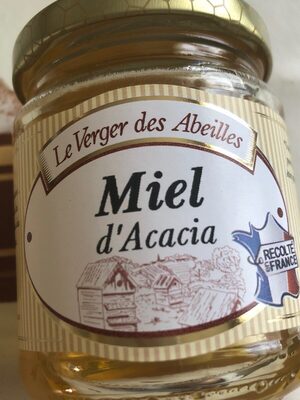 Le Verger des Abeilles
Miel
d'Acacia
RÉCOLTÉ
EN FRANCE